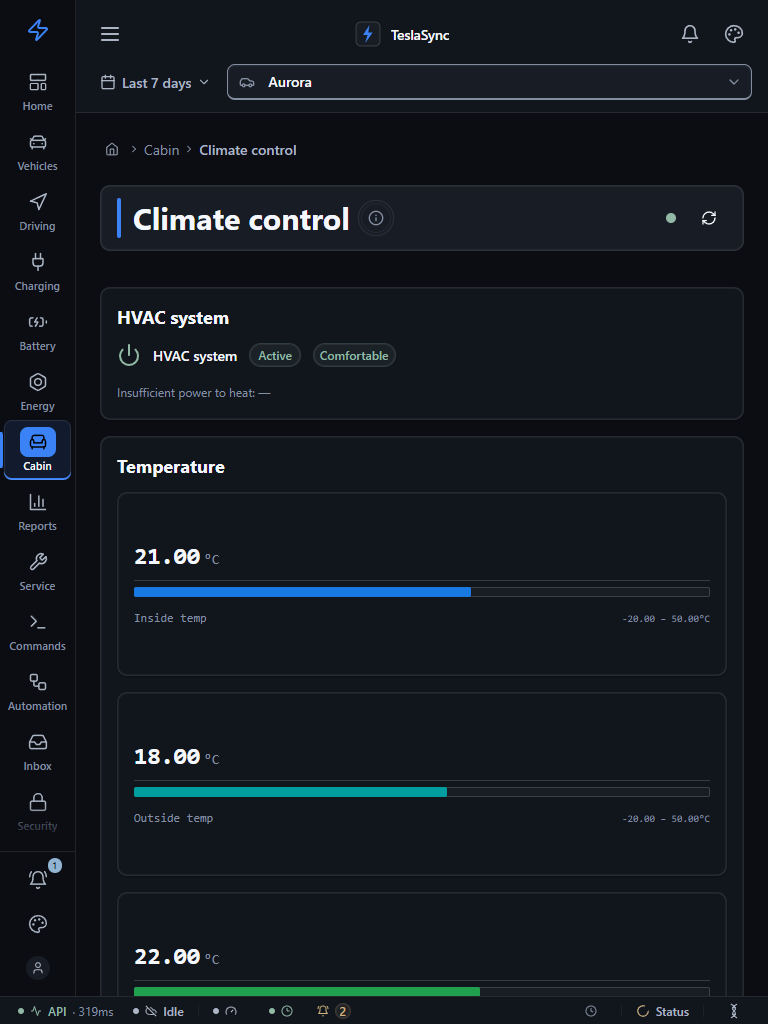 TeslaSync
Last 7 days
Aurora
Home
Vehicles
Driving
Charging
Battery
Energy
Cabin
Reports
Service
Commands
Automation
Inbox
Security
1
Cabin
Climate control
Climate control
HVAC system
HVAC system
Active
Comfortable
Insufficient power to heat: —
Temperature
21.00 °C
Inside temp
-20.00 – 50.00°C
18.00 °C
Outside temp
-20.00 – 50.00°C
22.00 °C
API · 319ms
Idle
2
Status